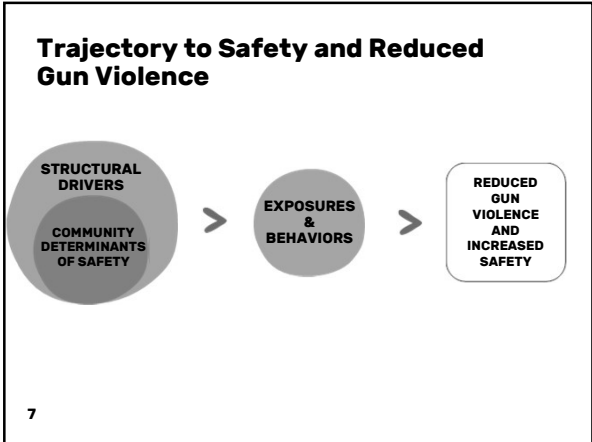 Trajectory to Safety and Reduced
Gun Violence
STRUCTURAL
DRIVERS
COMMUNITY
DETERMINANTS
OF SAFETY
>
EXPOSURES
&
BEHAVIORS
>
REDUCED
GUN
VIOLENCE
AND
INCREASED
SAFETY
7